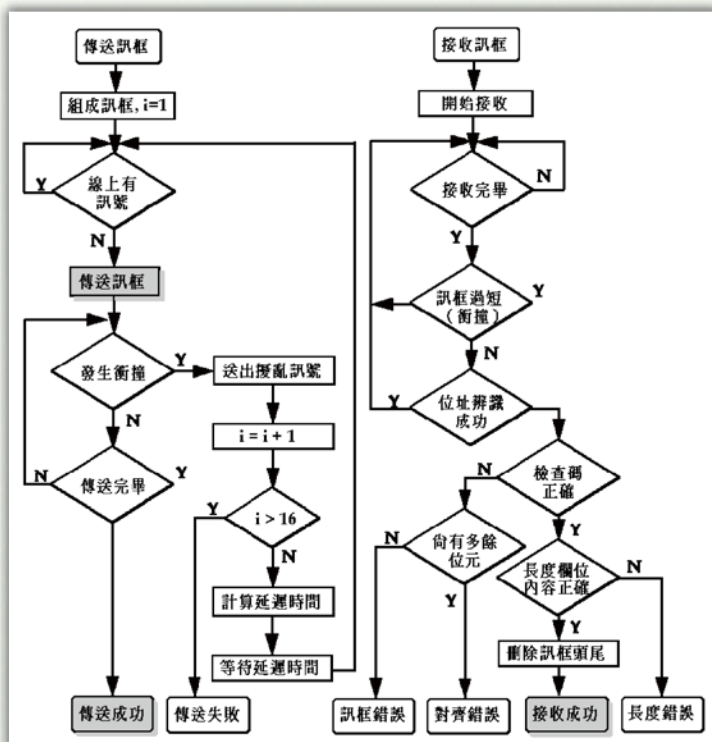 傳送訊框
組成訊框, i=1
線上有
訊號
Y
N
傳送訊框
發生衝撞
Y
N
送出擾亂訊號
i = i + 1
傳送完畢
N
Y
i > 16
Y
N
計算延遲時間
等待延遲時間
傳送成功
傳送失敗
接收訊框
開始接收
接收完畢
N
Y
訊框過短
(衝撞)
Y
N
位址辨識
成功
Y
檢查碼
正確
N
Y
尚有多餘
位元
N
Y
長度欄位
內容正確
N
Y
刪除訊框頭尾
訊框錯誤
對齊錯誤
接收成功
長度錯誤